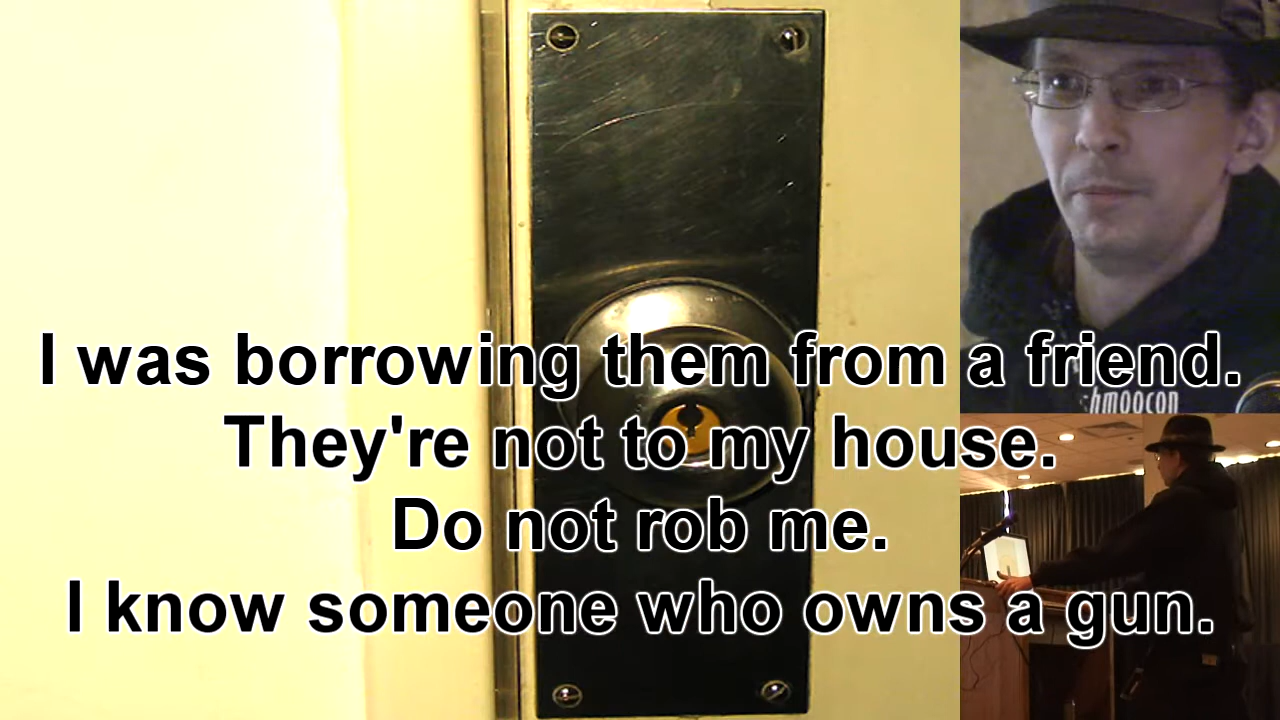 I was borrowing them from a friend.
They're not to my house.
Do not rob me.
I know someone who owns a gun.
hmoocon